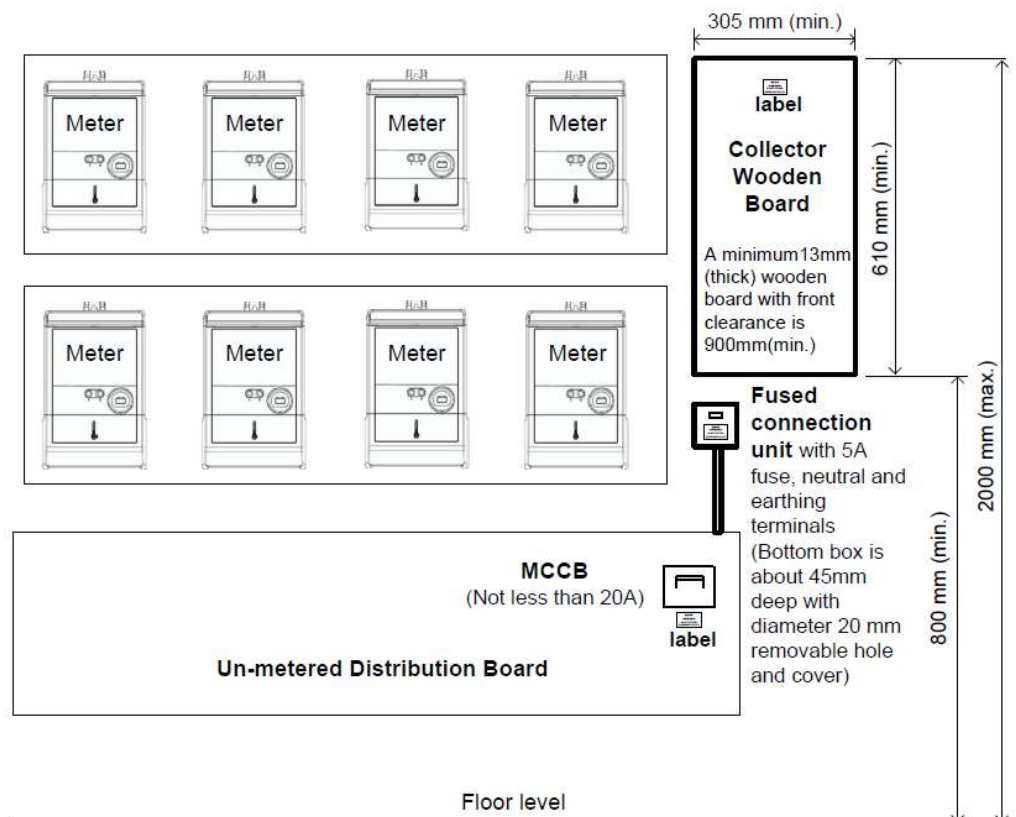 305 mm (min.)
Meter
Meter
Meter
Meter
label
Collector
Wooden
Board
A minimum13mm
(thick) wooden
board with front
clearance is
900mm(min.)
610 mm (min.)
2000 mm (max.)
Meter
Meter
Meter
Meter
Fused
connection
unit with 5A
fuse, neutral and
earthing
terminals
(Bottom box is
about 45mm
deep with
diameter 20 mm
removable hole
and cover)
800 mm (min.)
MCCB
(Not less than 20A)
label
Un-metered Distribution Board
Floor level